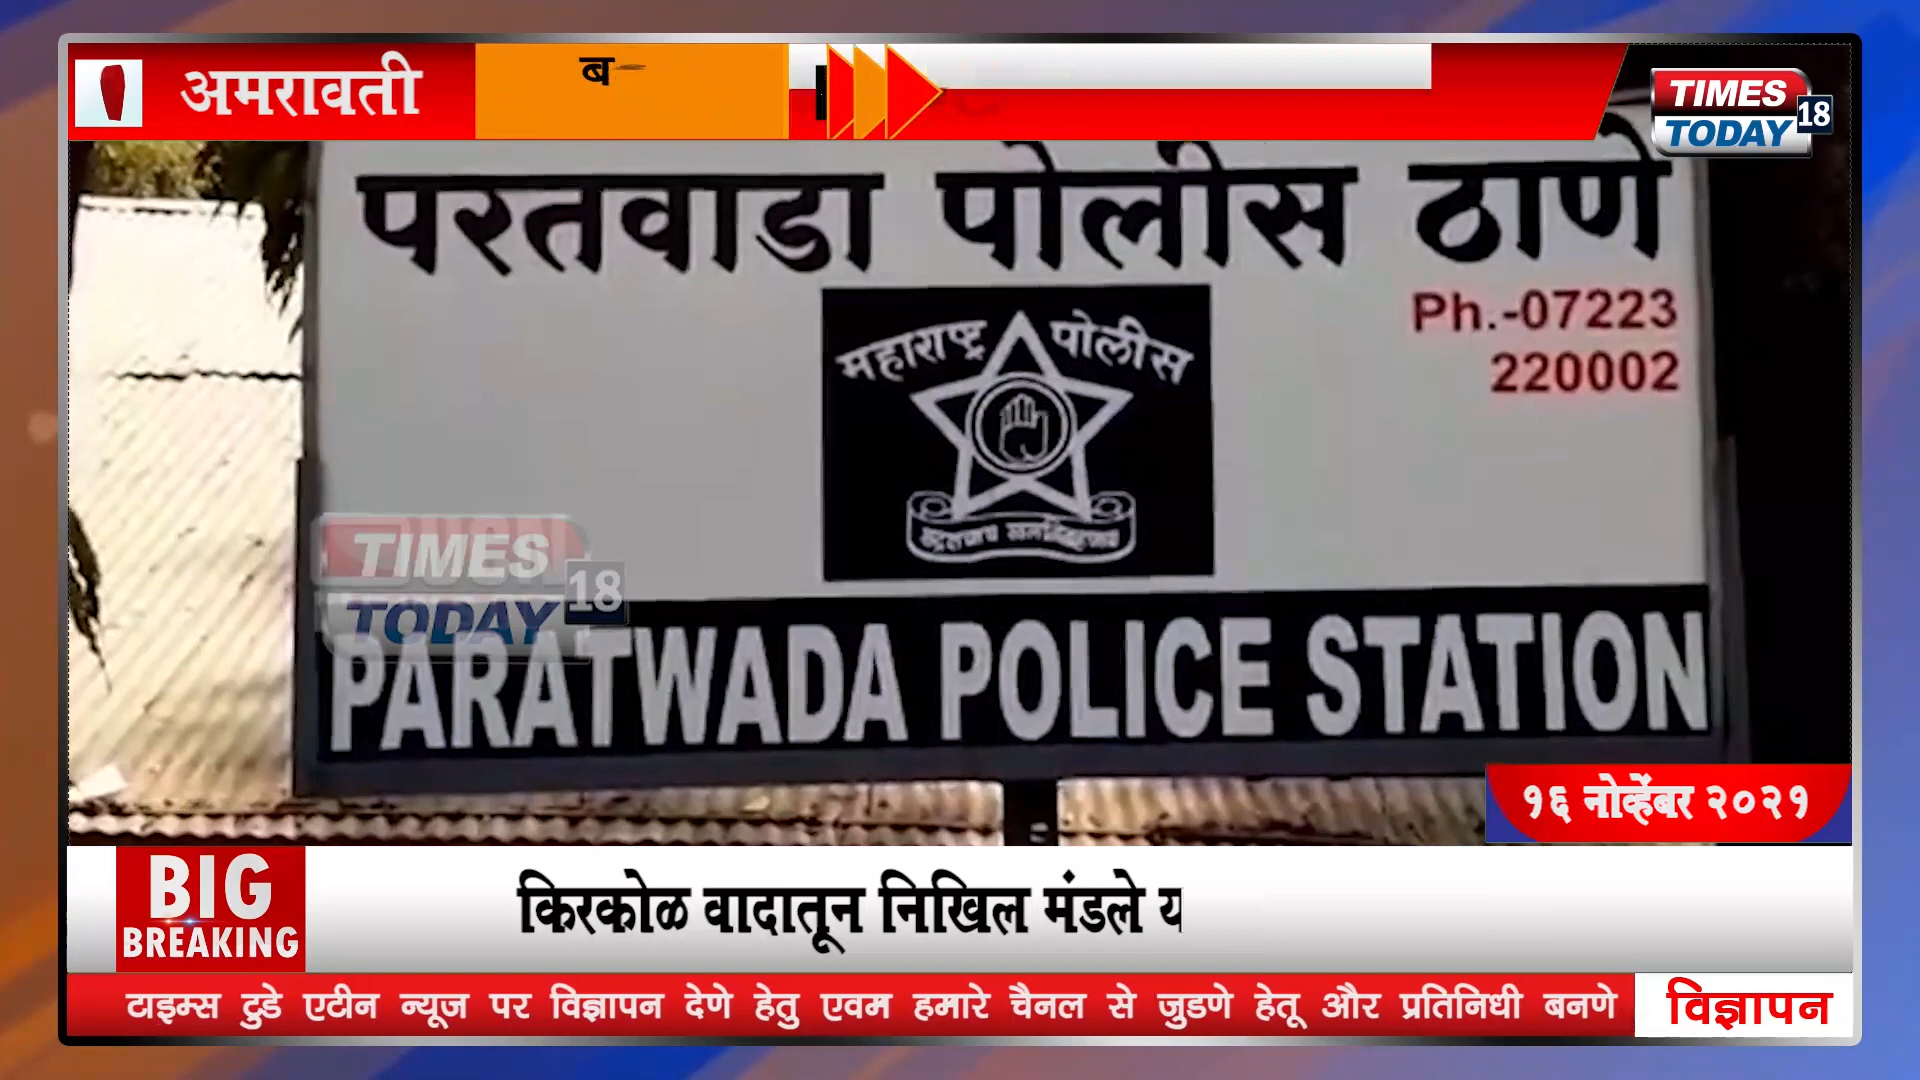 अमरावती
ब
TIMES
TODAY 18
परतवाडा पोलीस ठाणे
Ph.-07223
220002
महाराष्ट्र पोलीस
TIMES
TODAY 18
PARATWADA POLICE STATION
१६ नोव्हेंबर २०२१
BIG
BREAKING
किरकोळ वादातून निखिल मंडले य
टाइम्स टुडे एटीन न्यूज पर विज्ञापन देणे हेतु एवम हमारे चैनल से जुडणे हेतू और प्रतिनिधी बनणे
विज्ञापन